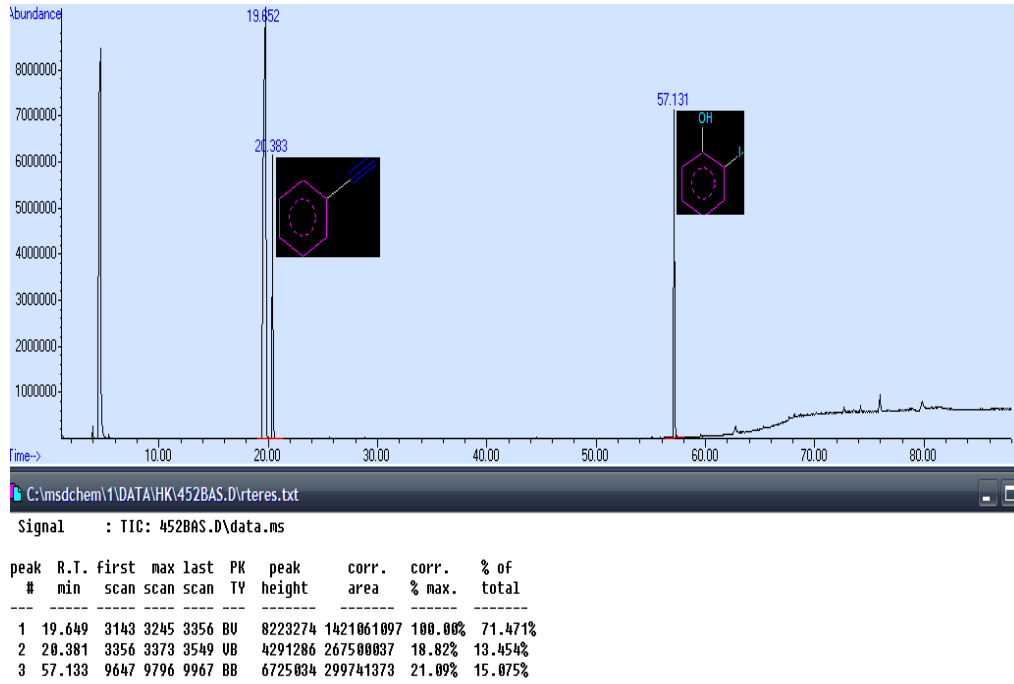 Abundance
19.652
8000000
7000000
57.131
OH
6000000
20.383
I
5000000
4000000
3000000
2000000
1000000
Time--> 10.00 20.00 30.00 40.00 50.00 60.00 70.00 80.00
C:\msdchem\1\DATA\HK\452BAS.D\rteres.txt
Signal : TIC: 452BAS.D\data.ms
peak R.T. first max last PK peak corr. corr. % of
# min scan scan scan TY height area % max. total
--- ----- ----- ---- ---- --- ------- ------- ------ -------
1 19.649 3143 3245 3356 BV 8223274 1421061097 100.00% 71.471%
2 20.381 3356 3373 3549 VB 4291286 267500037 18.82% 13.454%
3 57.133 9647 9796 9967 BB 6725034 299741373 21.09% 15.075%